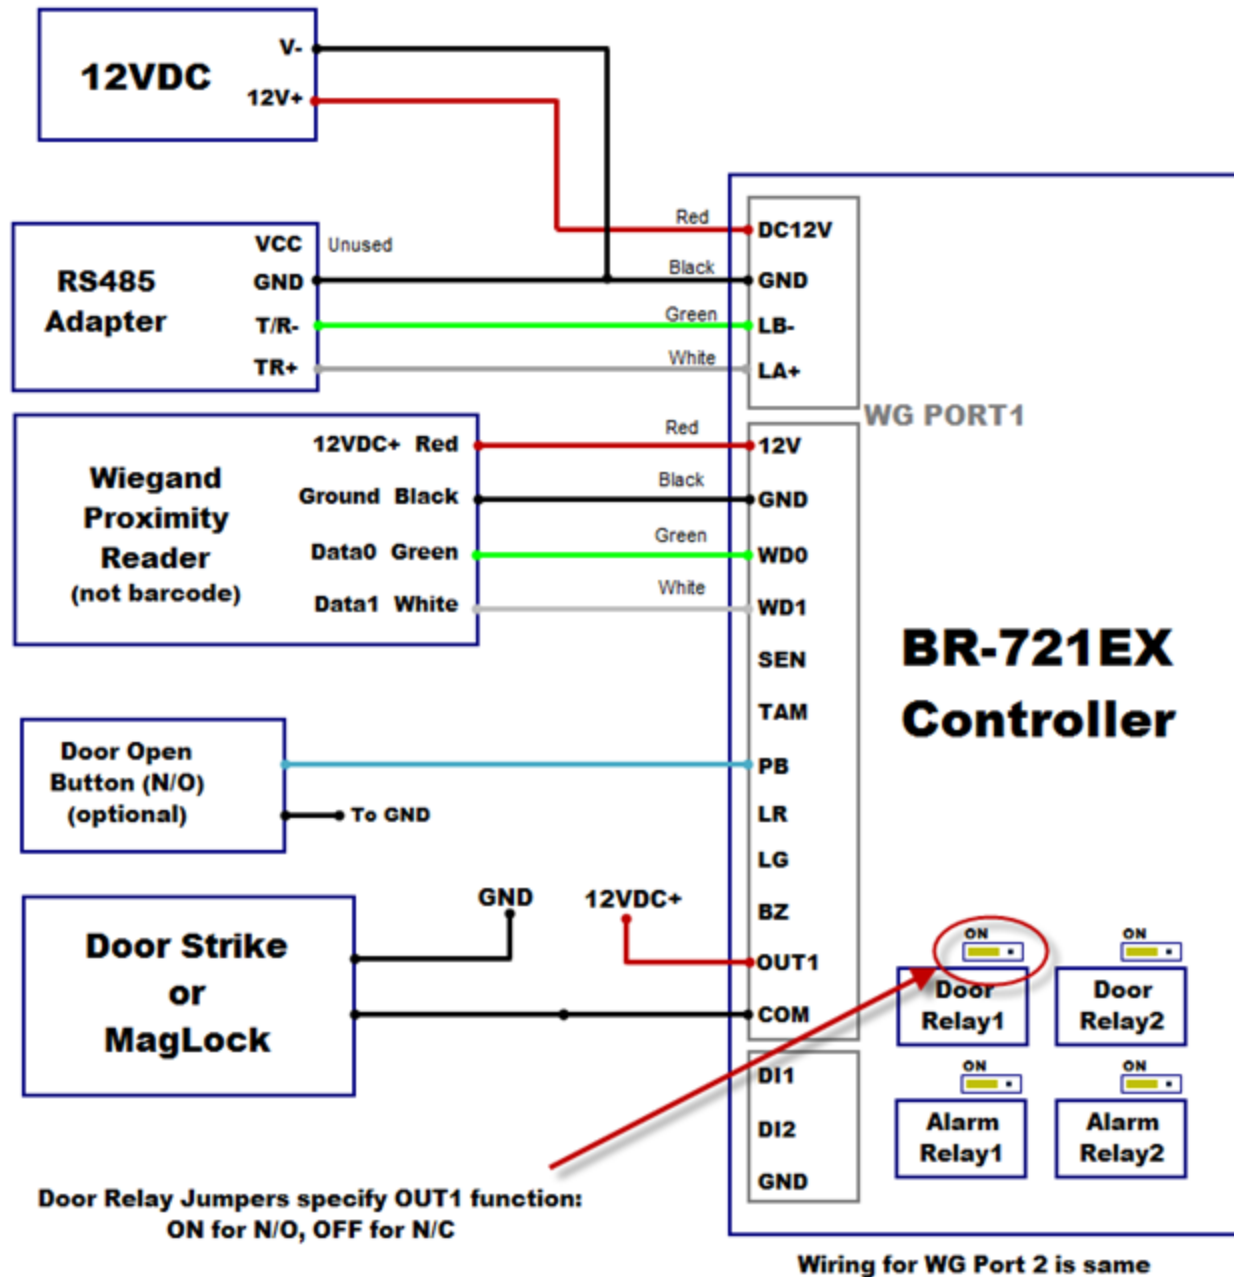 12VDC
V-
12V+
RS485
Adapter
VCC Unused
GND
T/R-
TR+
Red
DC12V
Black
GND
Green
LB-
White
LA+
WG PORT1
Wiegand
Proximity
Reader
(not barcode)
12VDC+ Red
Ground Black
Data0 Green
Data1 White
Red
12V
Black
GND
Green
WD0
White
WD1
SEN
TAM
PB
LR
LG
BZ
OUT1
COM
BR-721EX
Controller
Door Open
Button (N/O)
(optional)
To GND
Door Strike
or
MagLock
GND
12VDC+
ON
Door
Relay1
ON
Door
Relay2
ON
Alarm
Relay1
ON
Alarm
Relay2
DI1
DI2
GND
Door Relay Jumpers specify OUT1 function:
ON for N/O, OFF for N/C
Wiring for WG Port 2 is same